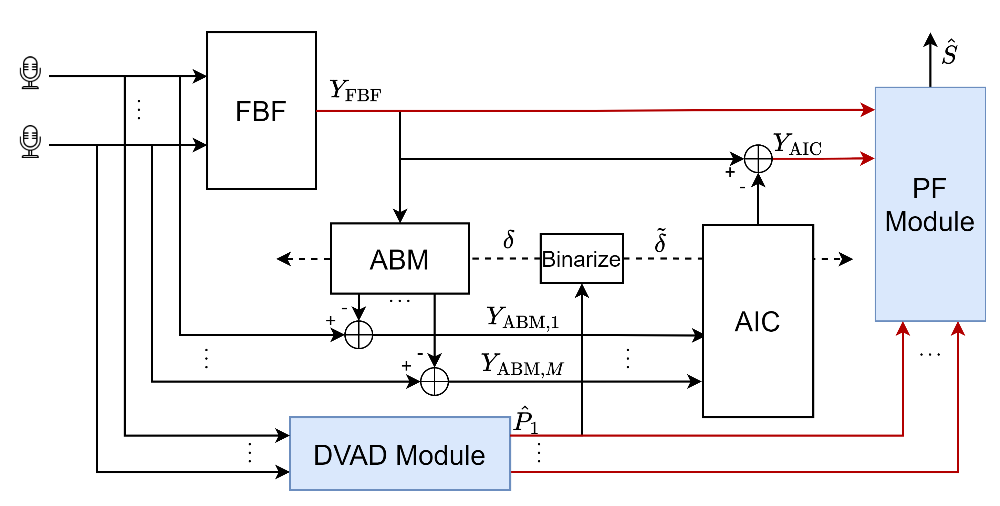 Ŝ
Y_FBF
FBF
Y_AIC
+
-
PF
Module
δ
δ̃
ABM
Binarize
...
-
+
Y_ABM,1
AIC
-
+
Y_ABM,M
...
P̂_1
DVAD Module